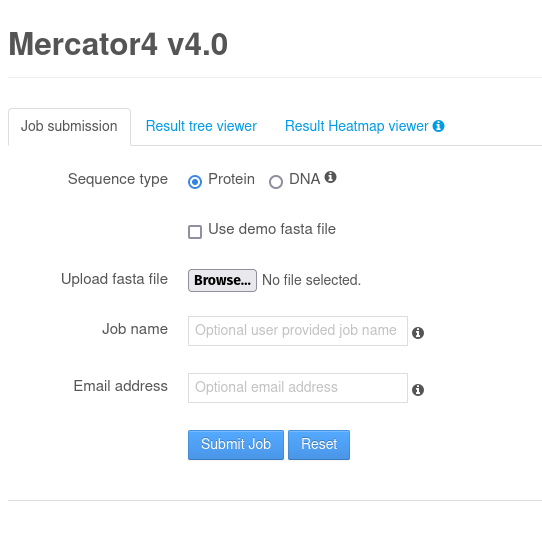 Mercator4 v4.0
Job submission Result tree viewer Result Heatmap viewer
Sequence type Protein DNA
Use demo fasta file
Upload fasta file Browse... No file selected.
Job name Optional user provided job name
Email address Optional email address
Submit Job Reset